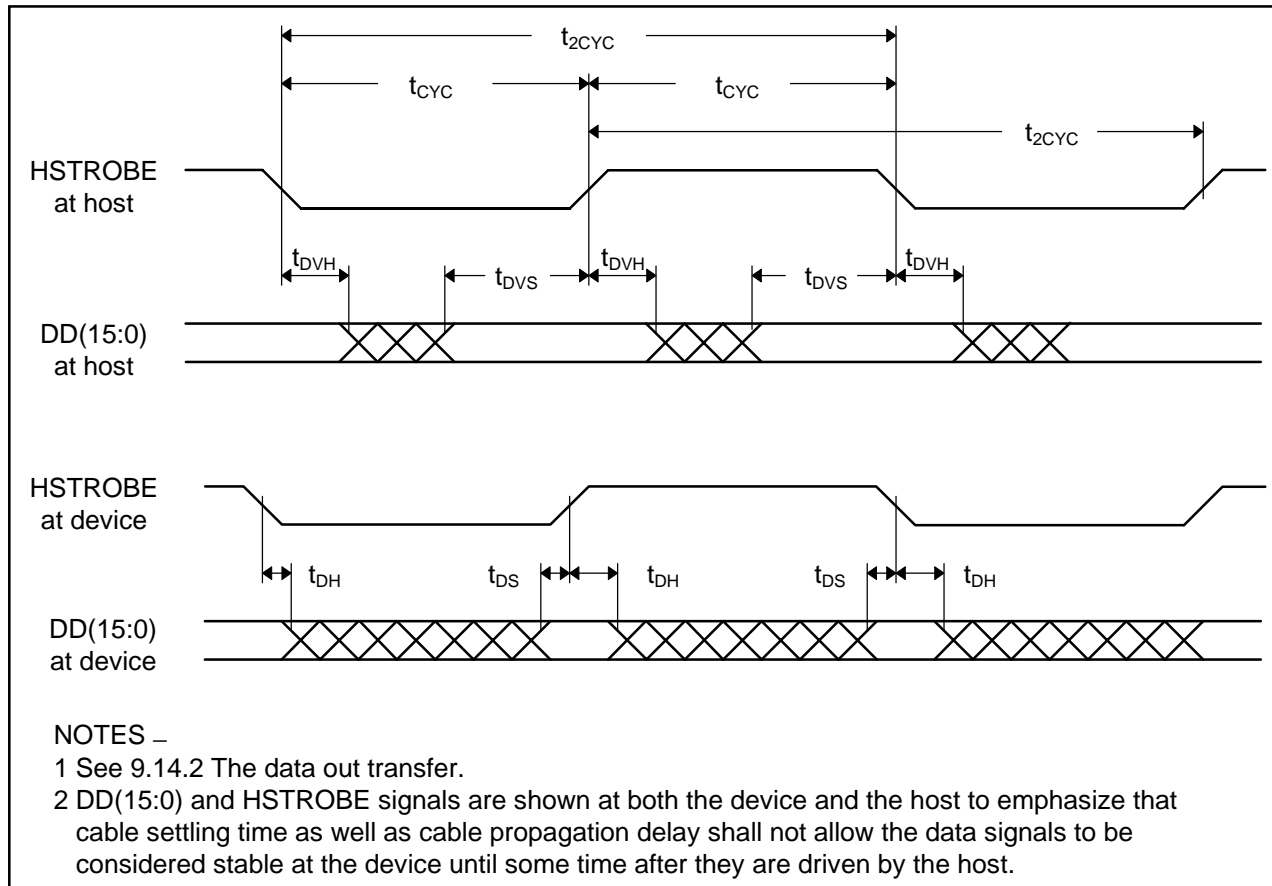 t2CYC
tCYC tCYC
t2CYC
HSTROBE
at host
tDVH tDVS tDVH tDVS tDVH
DD(15:0)
at host
HSTROBE
at device
tDH tDS tDH tDS tDH
DD(15:0)
at device
NOTES –
1 See 9.14.2 The data out transfer.
2 DD(15:0) and HSTROBE signals are shown at both the device and the host to emphasize that
cable settling time as well as cable propagation delay shall not allow the data signals to be
considered stable at the device until some time after they are driven by the host.